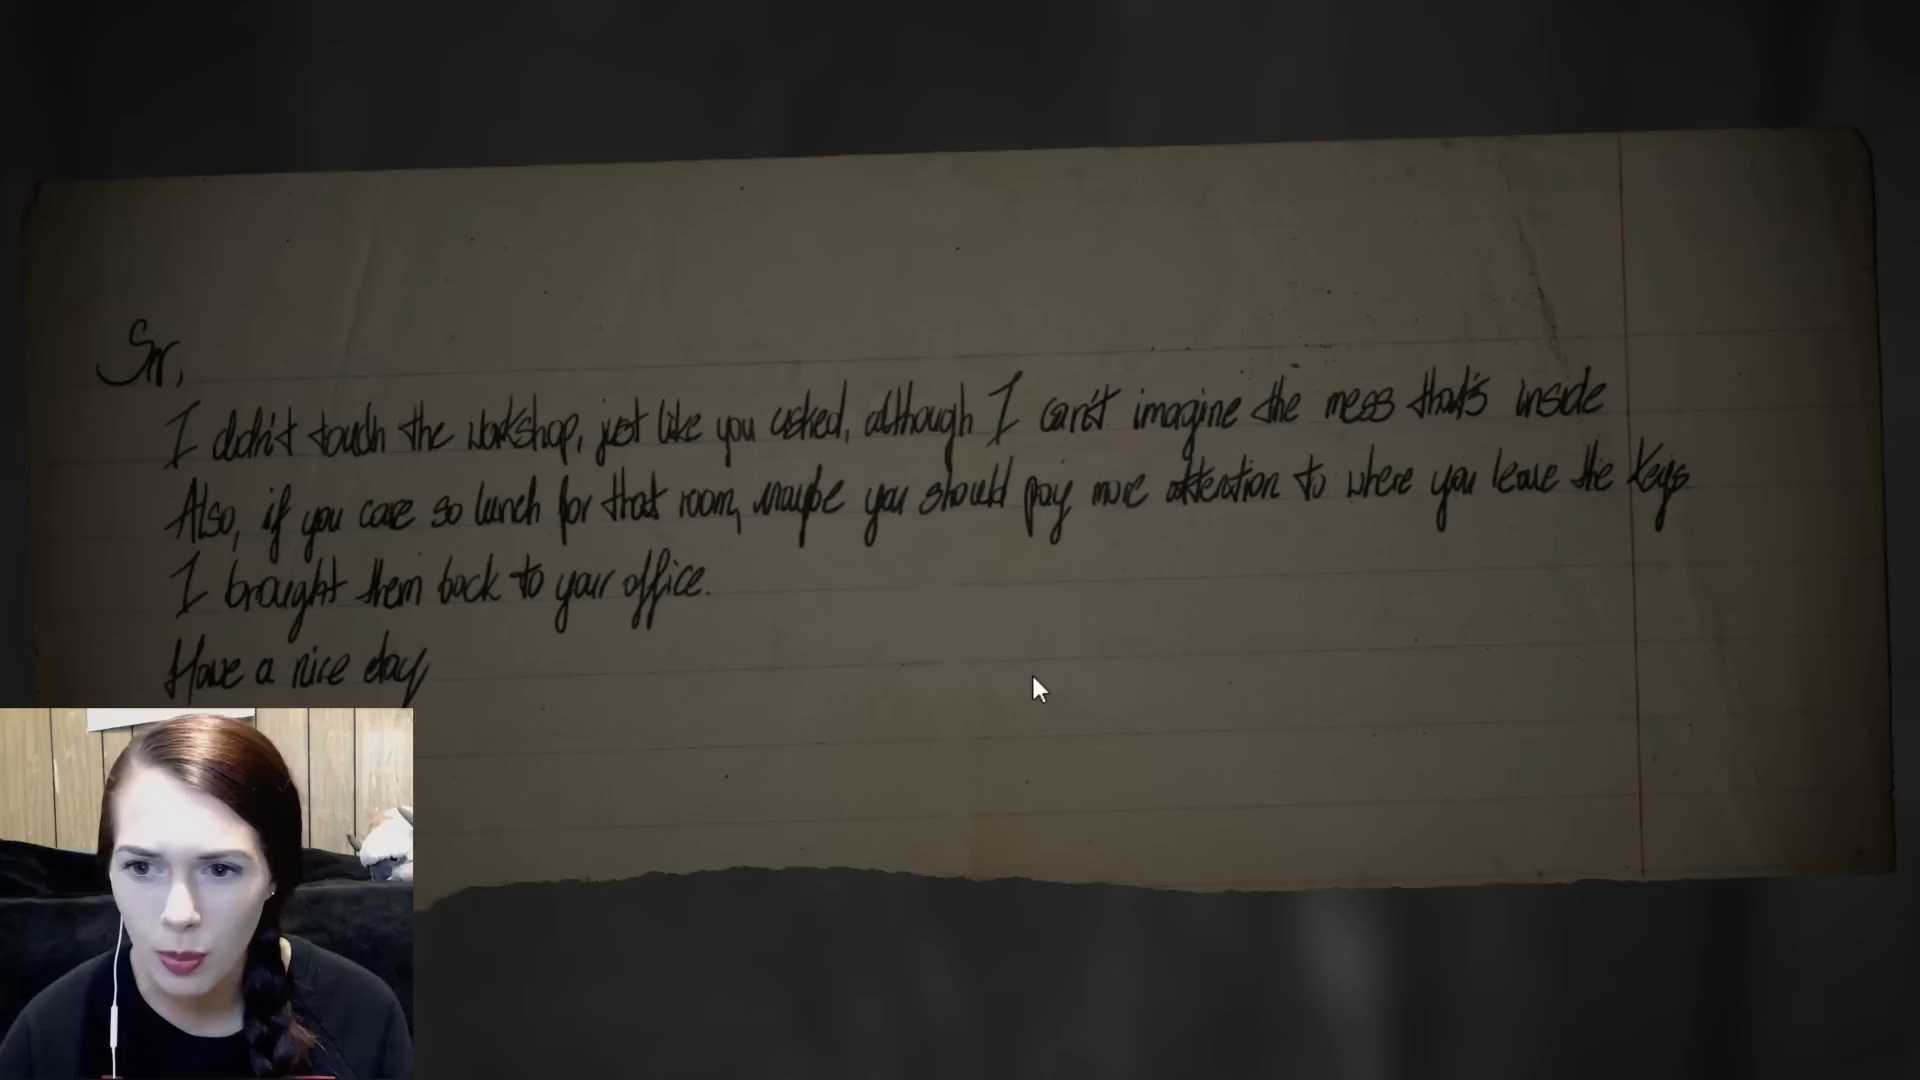 Sir,
I didn't touch the workshop, just like you asked, although I can't imagine the mess that's inside
Also, if you care so much for that room, maybe you should pay more attention to where you leave the keys.
I brought them back to your office.
Have a nice day